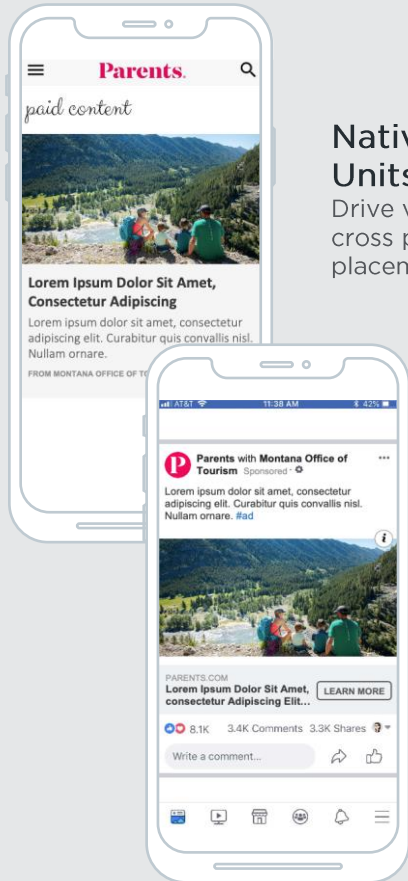 Parents.
paid content
Lorem Ipsum Dolor Sit Amet,
Consectetur Adipiscing
Lorem ipsum dolor sit amet, consectetur
adipiscing elit. Curabitur quis convallis nisl.
Nullam ornare.
FROM MONTANA OFFICE OF
Units
Drive
cross
AT&T 11:38 AM 42%
P
Parents with Montana Office of
Tourism Sponsored ·
Lorem ipsum dolor sit amet, consectetur
adipiscing elit. Curabitur quis convallis nisl.
Nullam ornare. #ad
i
PARENTS.COM
Lorem Ipsum Dolor Sit Amet,
consectetur Adipiscing Elit...
LEARN MORE
8.1K 3.4K Comments 3.3K Shares
Write a comment...